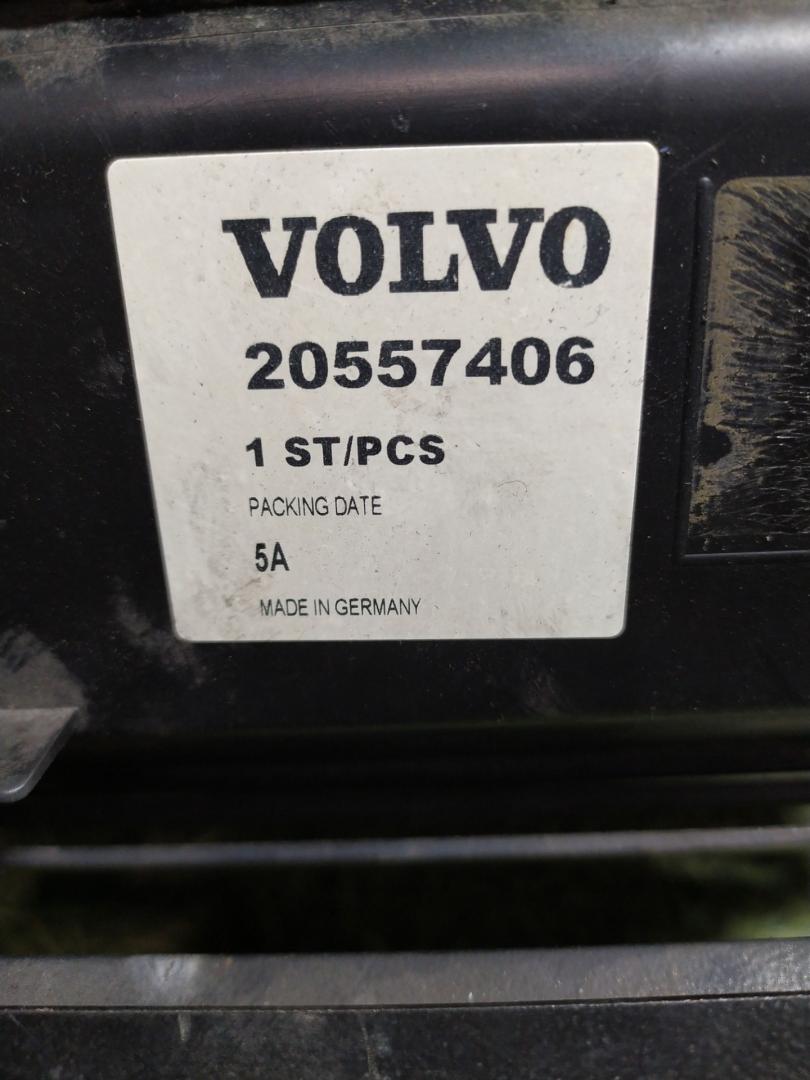 VOLVO
20557406
1 ST/PCS
PACKING DATE
5A
MADE IN GERMANY